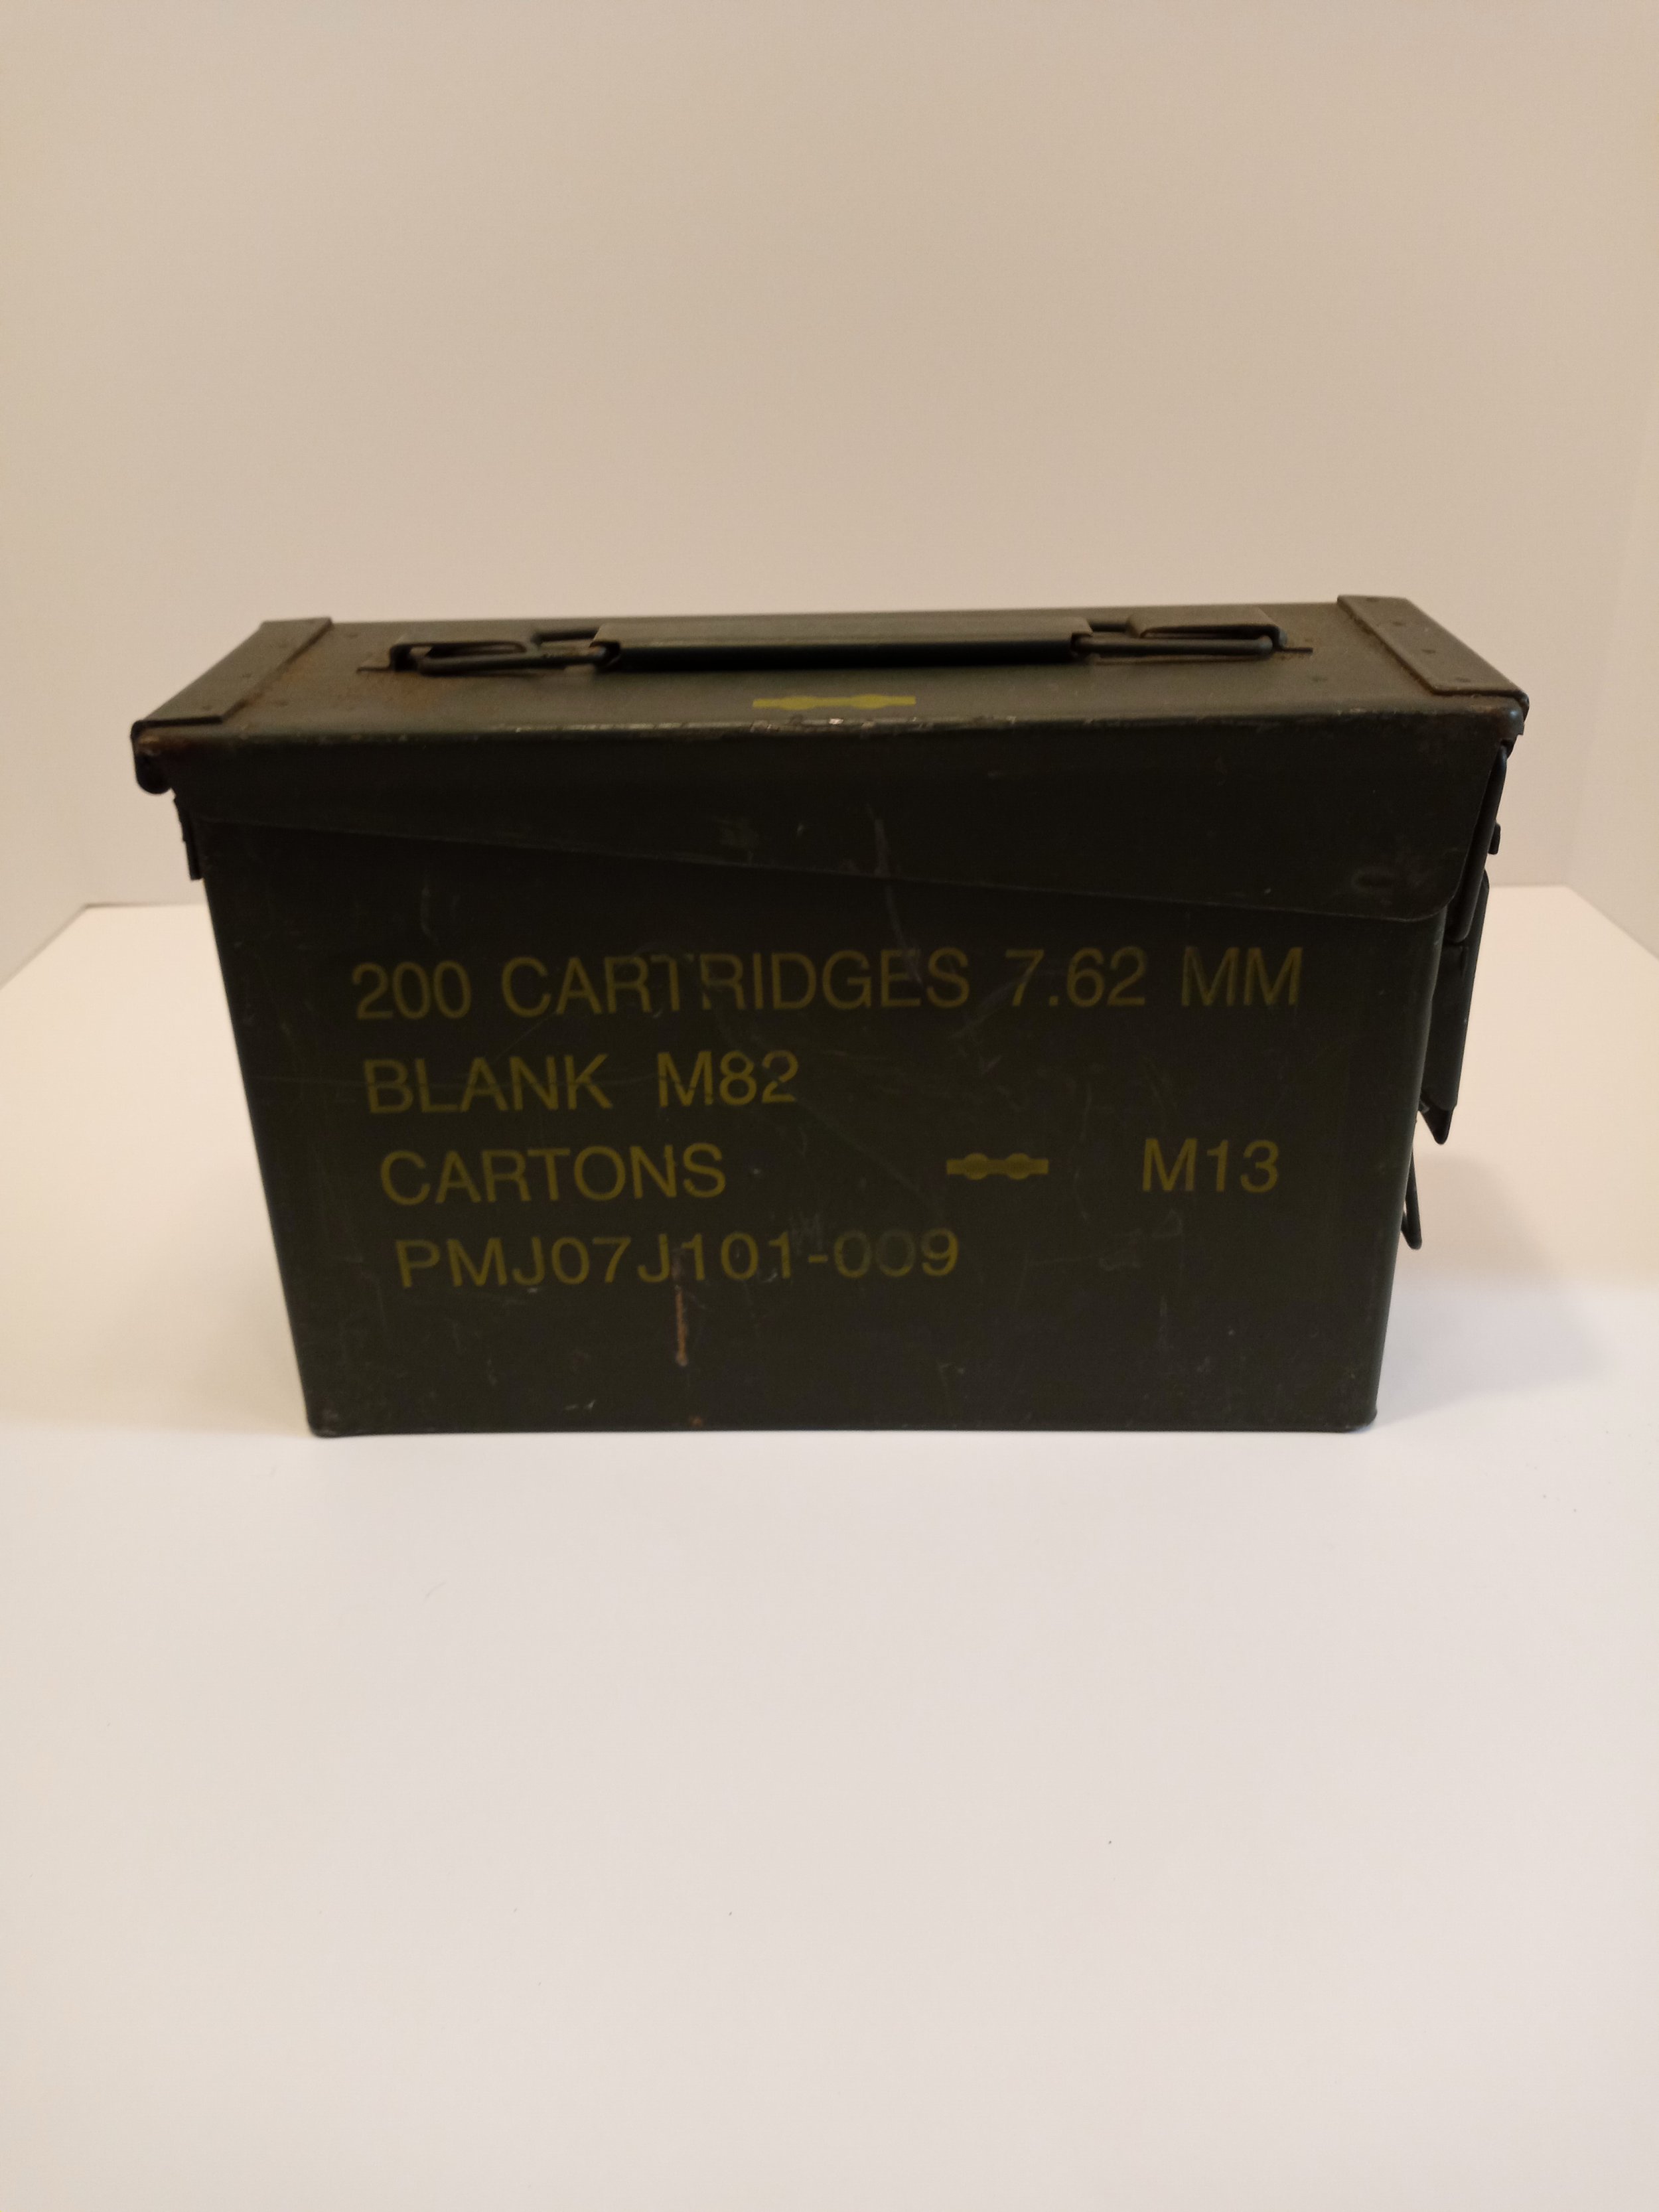 200 CARTRIDGES 7.62 MM
BLANK M82
CARTONS M13
PMJ07J101-009